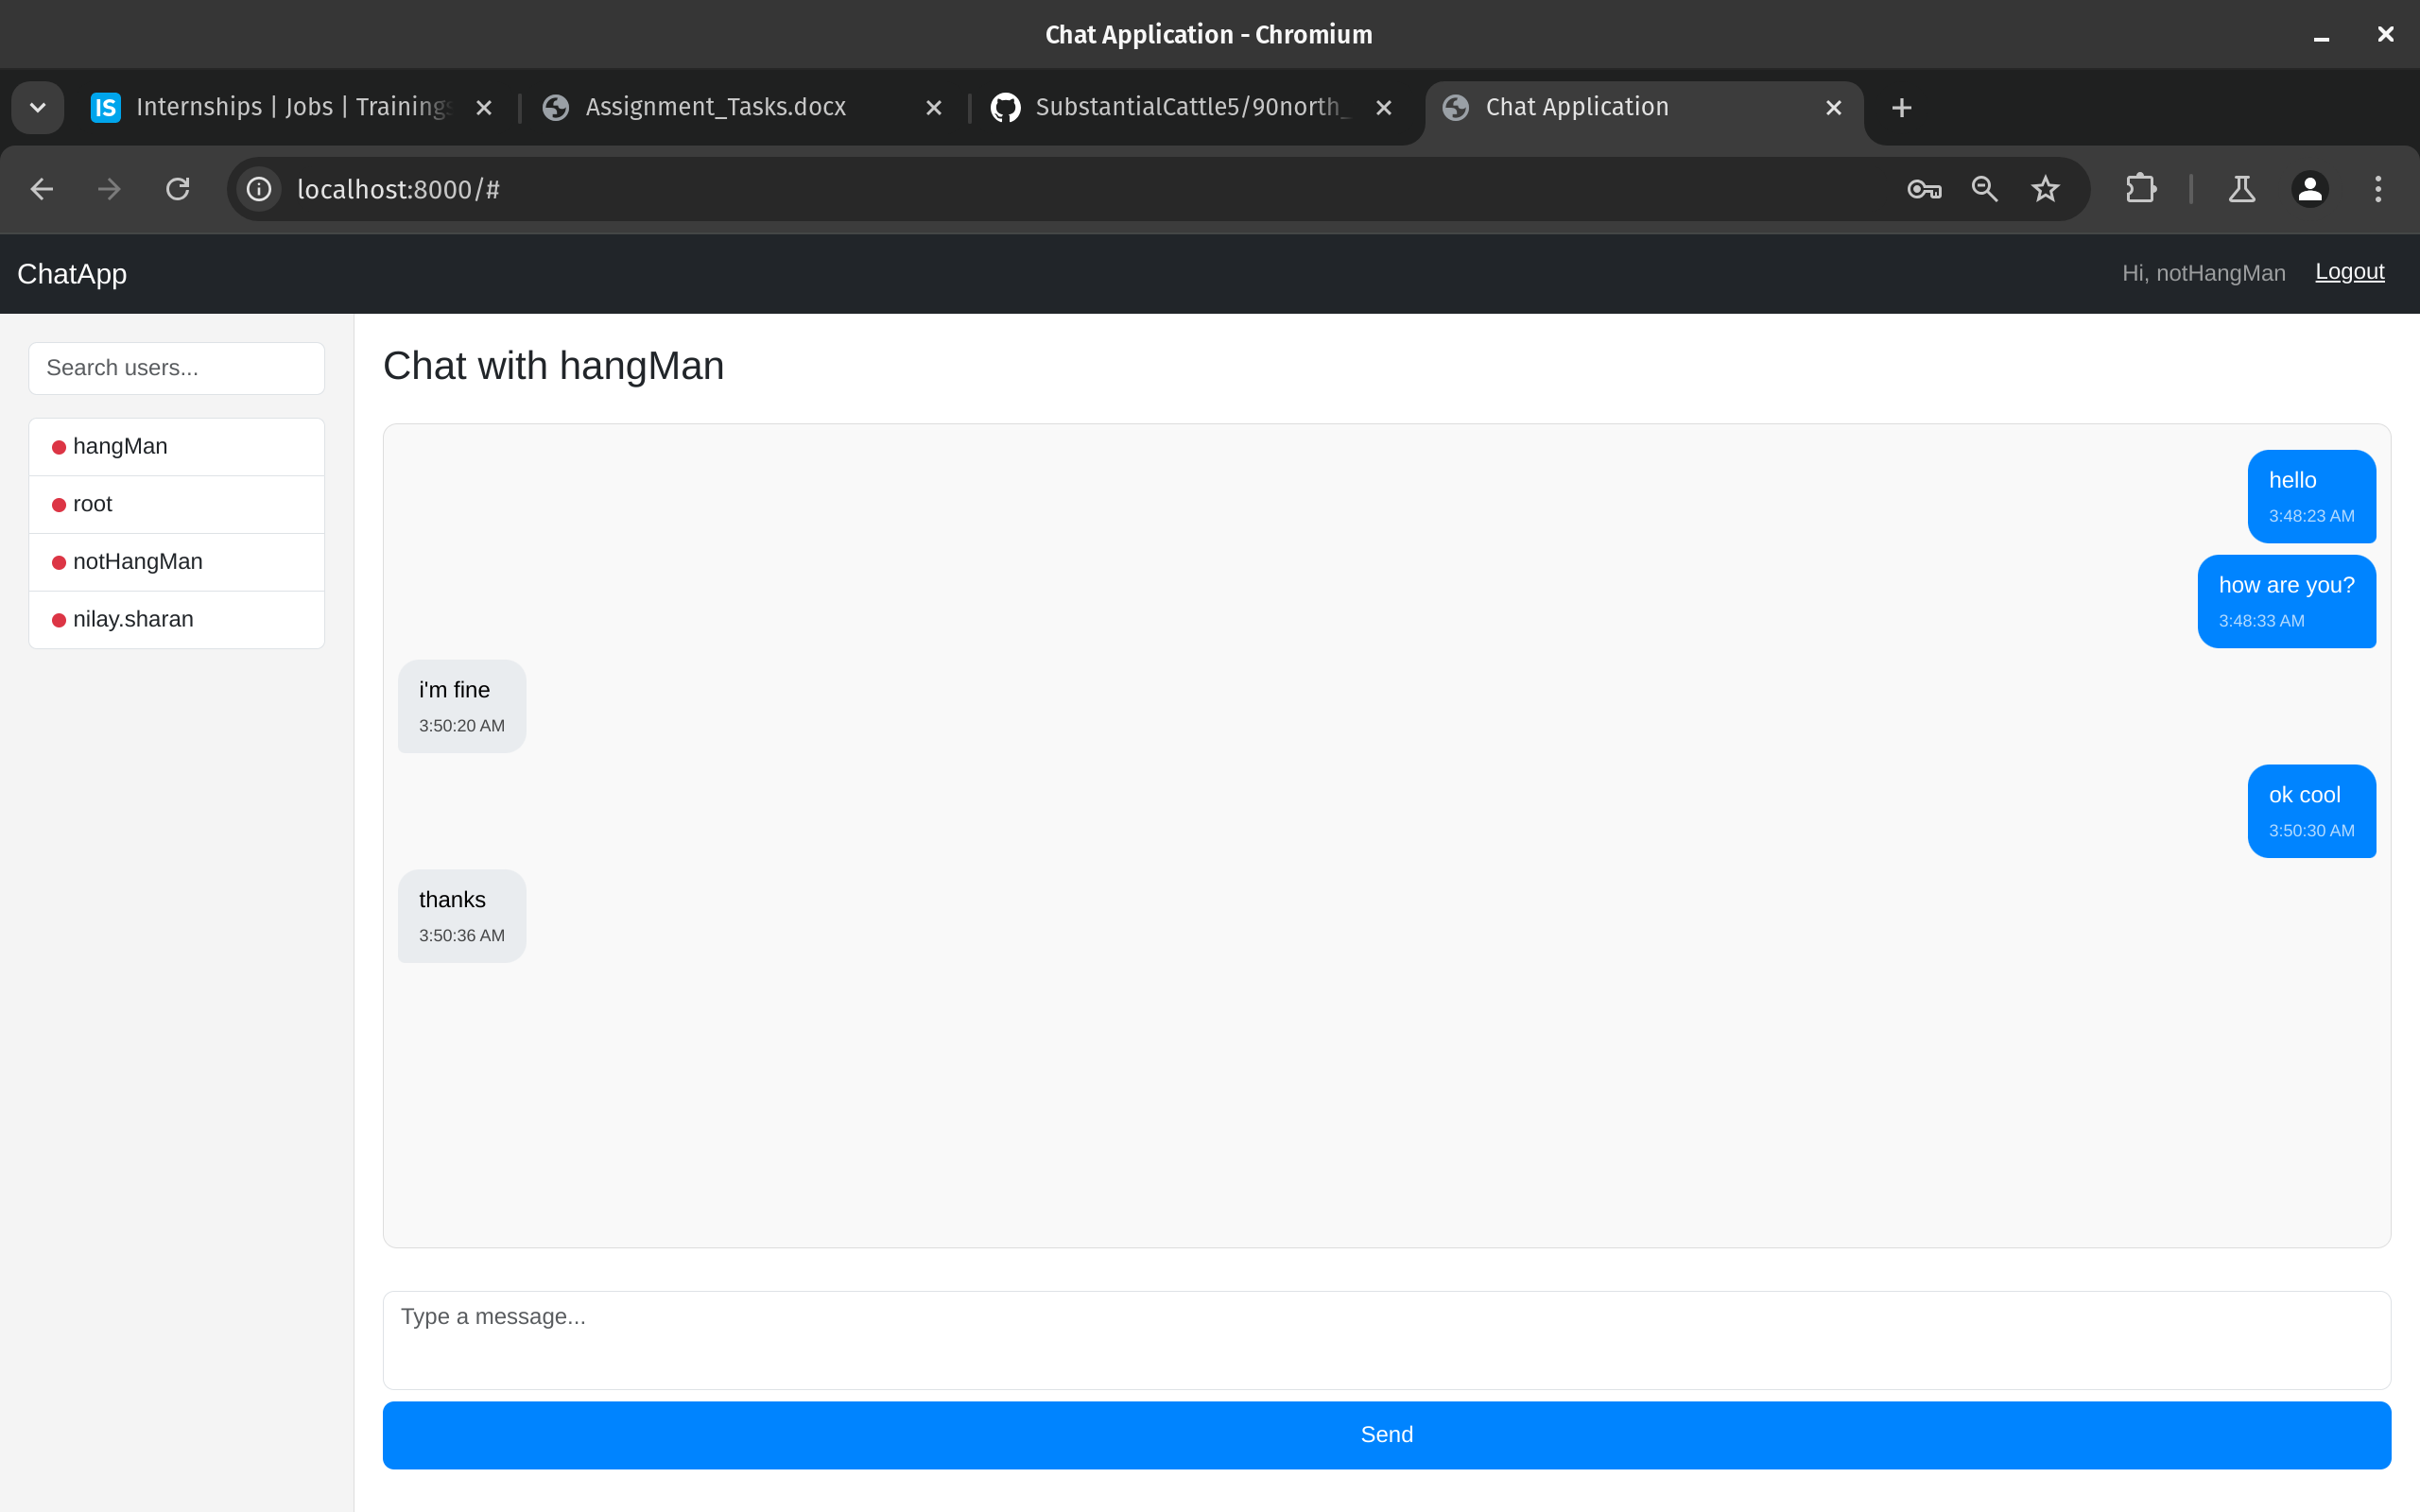 Chat Application - Chromium
IS Internships | Jobs | Trainings
Assignment_Tasks.docx
SubstantialCattle5/90north_
Chat Application
localhost:8000/#
ChatApp
Hi, notHangMan
Logout
Search users...
hangMan
root
notHangMan
nilay.sharan
Chat with hangMan
hello
3:48:23 AM
how are you?
3:48:33 AM
i'm fine
3:50:20 AM
ok cool
3:50:30 AM
thanks
3:50:36 AM
Type a message...
Send